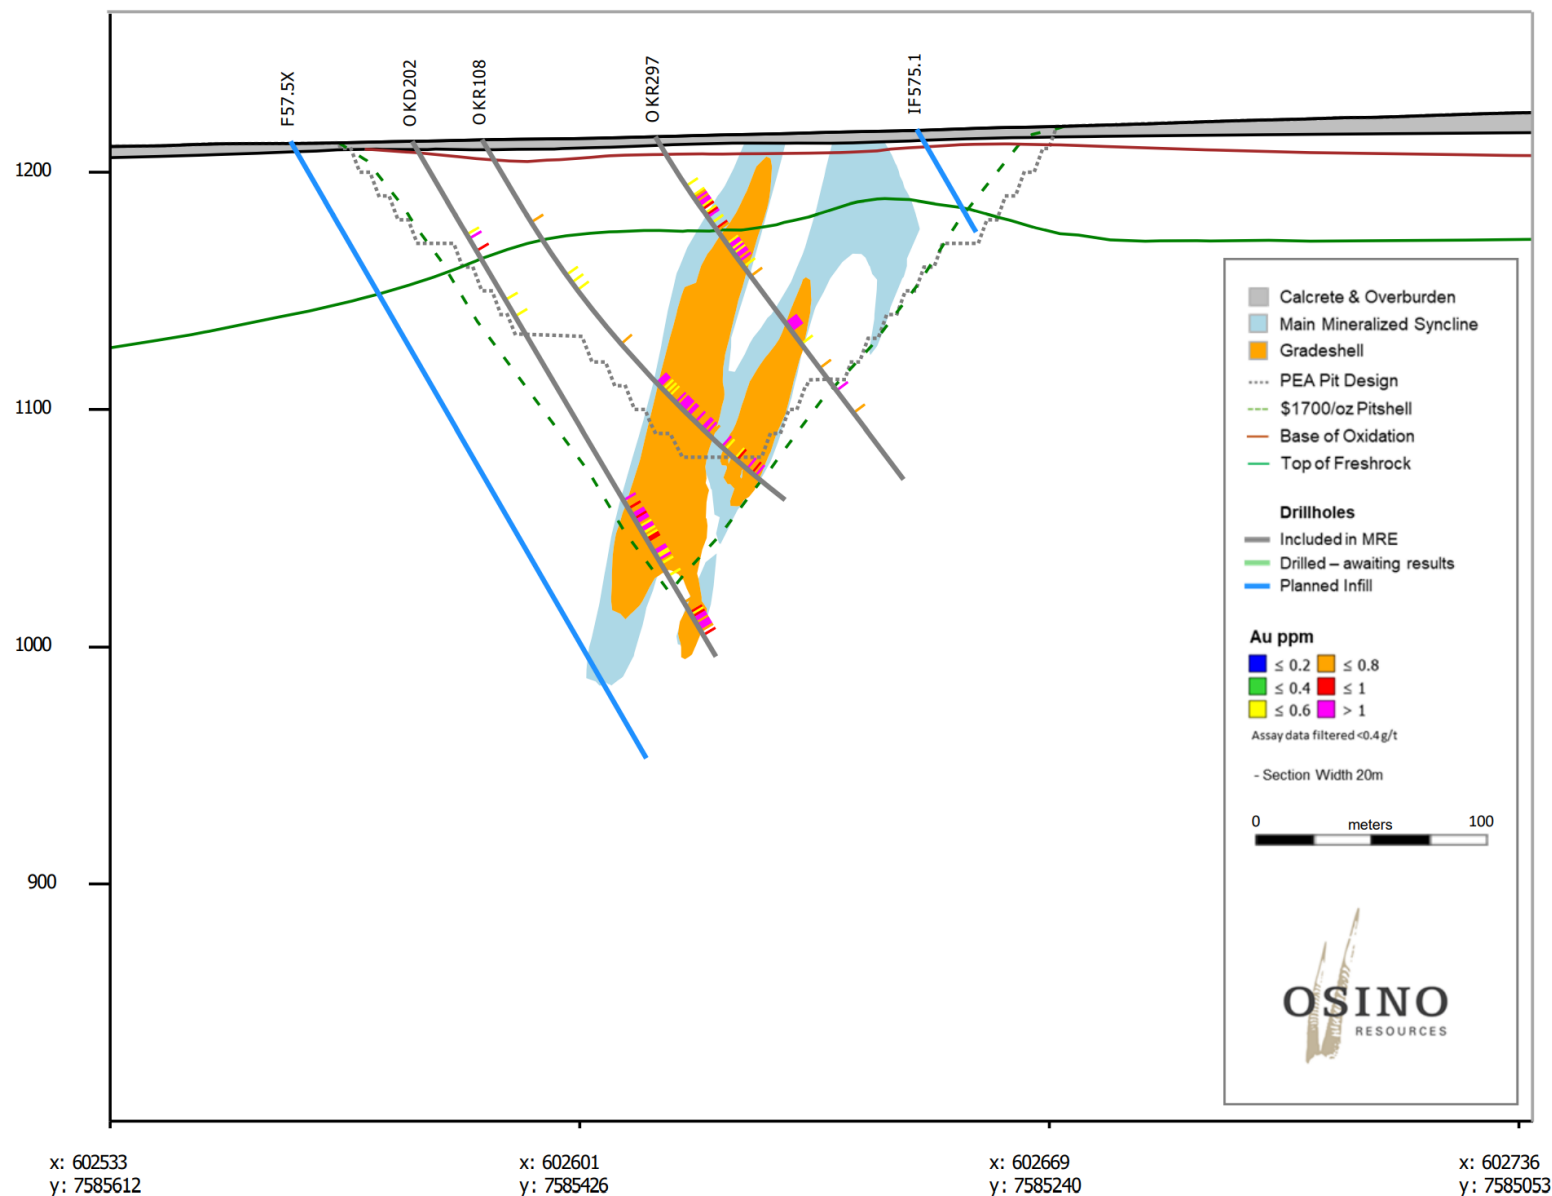 F57.5X
OKD202
OKR108
OKR297
IF575.1
1200
1100
1000
900
Calcrete & Overburden
Main Mineralized Syncline
Gradeshell
PEA Pit Design
$1700/oz Pitshell
Base of Oxidation
Top of Freshrock
Drillholes
Included in MRE
Drilled – awaiting results
Planned Infill
Au ppm
≤ 0.2 ≤ 0.8
≤ 0.4 ≤ 1
≤ 0.6 > 1
Assay data filtered <0.4 g/t
- Section Width 20m
0 meters 100
OSINO
RESOURCES
x: 602533 x: 602601 x: 602669 x: 602736
y: 7585612 y: 7585426 y: 7585240 y: 7585053